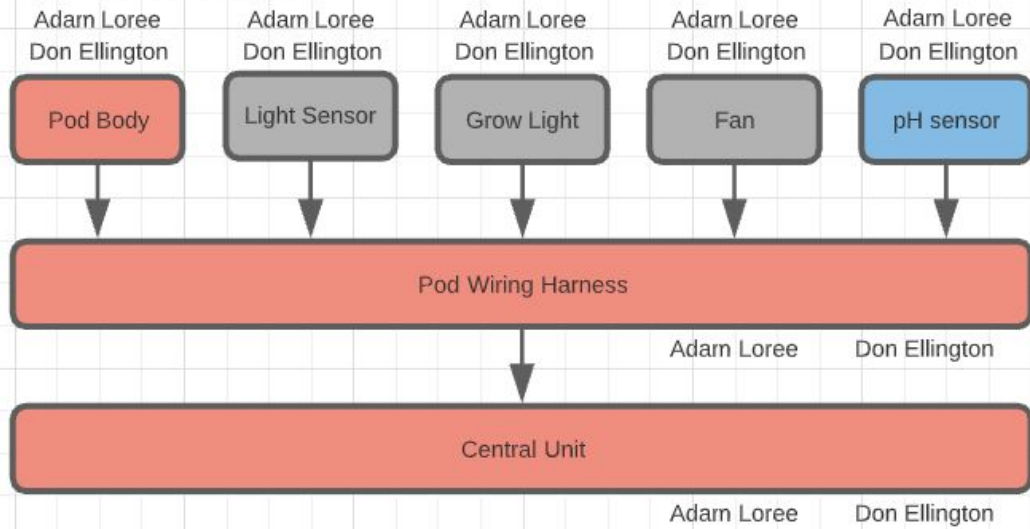 Adam Loree
Don Ellington
Adam Loree
Don Ellington
Adam Loree
Don Ellington
Adam Loree
Don Ellington
Adam Loree
Don Ellington
Pod Body
Light Sensor
Grow Light
Fan
pH sensor
Pod Wiring Harness
Adam Loree
Don Ellington
Central Unit
Adam Loree
Don Ellington